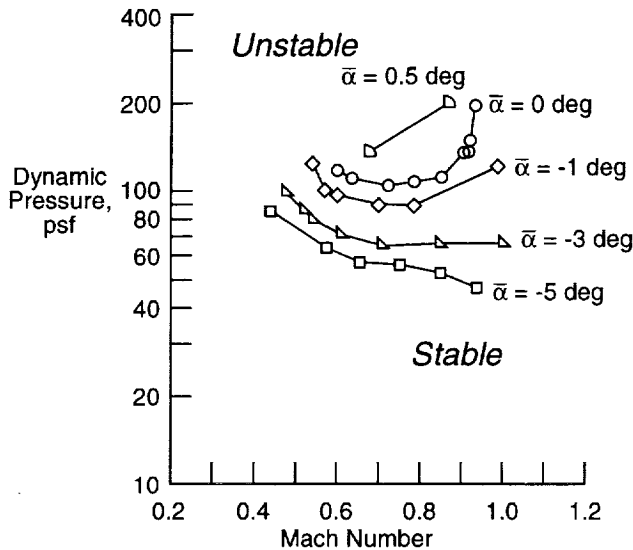 400
Unstable
ᾱ = 0.5 deg
200
ᾱ = 0 deg
Dynamic
Pressure,
psf
100
80
60
40
20
10
ᾱ = -1 deg
ᾱ = -3 deg
ᾱ = -5 deg
Stable
0.2
0.4
0.6
0.8
1.0
1.2
Mach Number